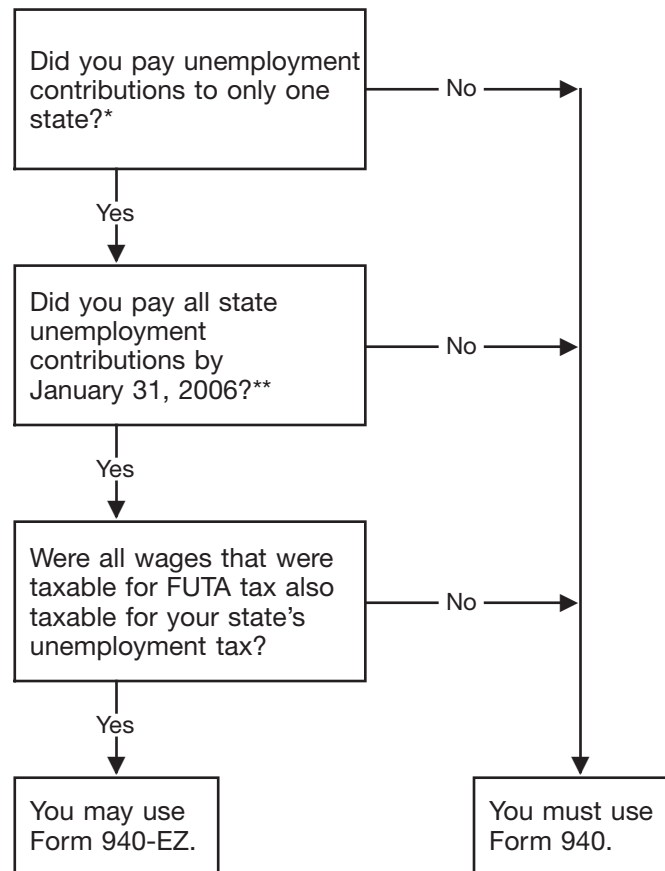 Did you pay unemployment
contributions to only one
state?*
No
Yes
Did you pay all state
unemployment
contributions by
January 31, 2006?**
No
Yes
Were all wages that were
taxable for FUTA tax also
taxable for your state’s
unemployment tax?
No
Yes
You may use
Form 940-EZ.
You must use
Form 940.